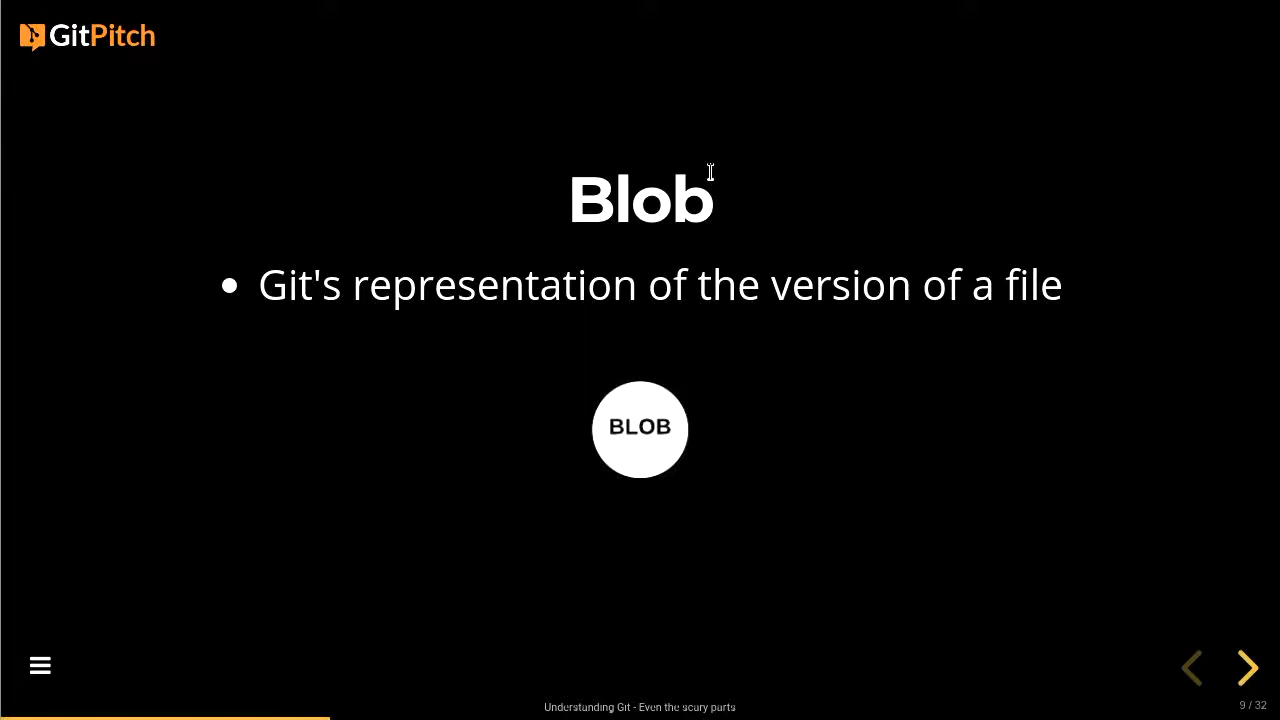 GitPitch
Blob
• Git's representation of the version of a file
BLOB
Understanding Git - Even the scary parts
9 / 32